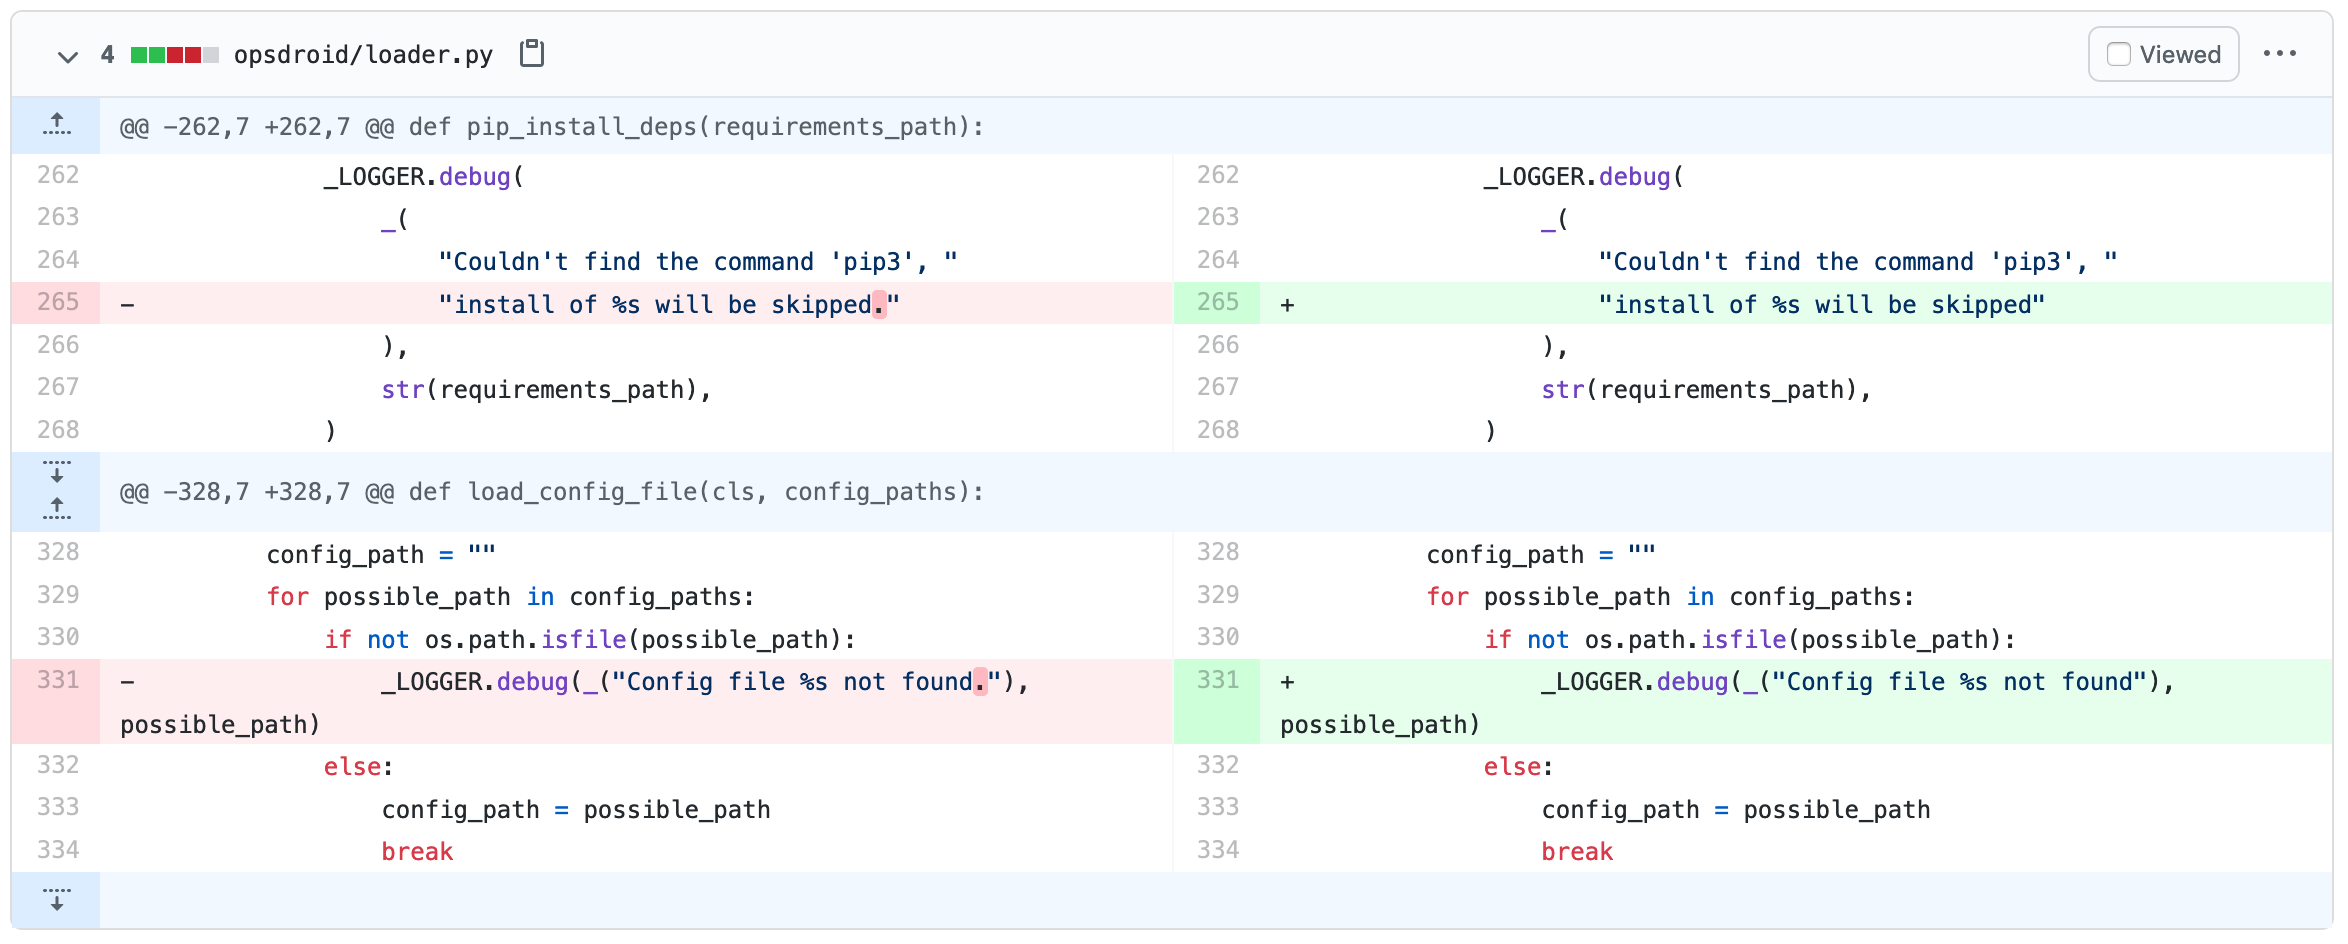 4 opsdroid/loader.py Viewed
@@ -262,7 +262,7 @@ def pip_install_deps(requirements_path):
262 _LOGGER.debug(
263 _(
264 "Couldn't find the command 'pip3', "
265 - "install of %s will be skipped."
266 ),
267 str(requirements_path),
268 )
262 _LOGGER.debug(
263 _(
264 "Couldn't find the command 'pip3', "
265 + "install of %s will be skipped"
266 ),
267 str(requirements_path),
268 )
@@ -328,7 +328,7 @@ def load_config_file(cls, config_paths):
328 config_path = ""
329 for possible_path in config_paths:
330 if not os.path.isfile(possible_path):
331 - _LOGGER.debug(_("Config file %s not found."),
possible_path)
332 else:
333 config_path = possible_path
334 break
328 config_path = ""
329 for possible_path in config_paths:
330 if not os.path.isfile(possible_path):
331 + _LOGGER.debug(_("Config file %s not found"),
possible_path)
332 else:
333 config_path = possible_path
334 break